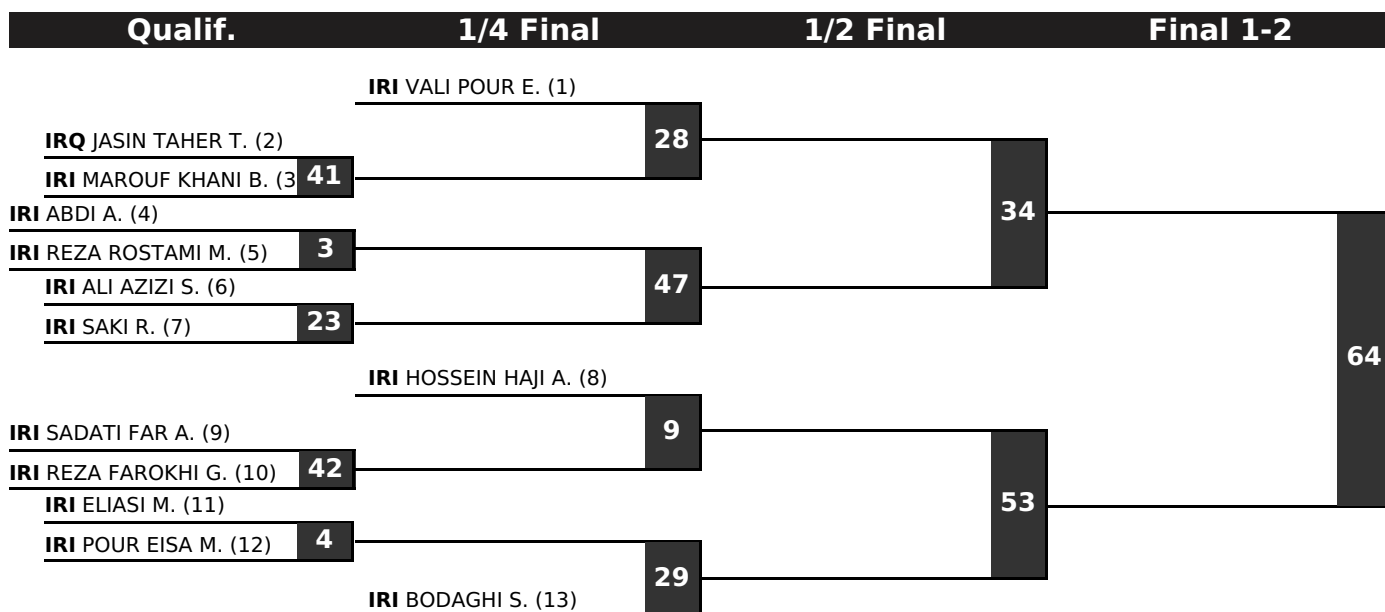 Qualif. 1/4 Final 1/2 Final Final 1-2
IRI VALI POUR E. (1)
28
IRQ JASIN TAHER T. (2)
IRI MAROUF KHANI B. (3 41
IRI ABDI A. (4)
34
IRI REZA ROSTAMI M. (5) 3
IRI ALI AZIZI S. (6)
47
IRI SAKI R. (7) 23
64
IRI HOSSEIN HAJI A. (8)
9
IRI SADATI FAR A. (9)
IRI REZA FAROKHI G. (10) 42
IRI ELIASI M. (11)
53
IRI POUR EISA M. (12) 4
29
IRI BODAGHI S. (13)